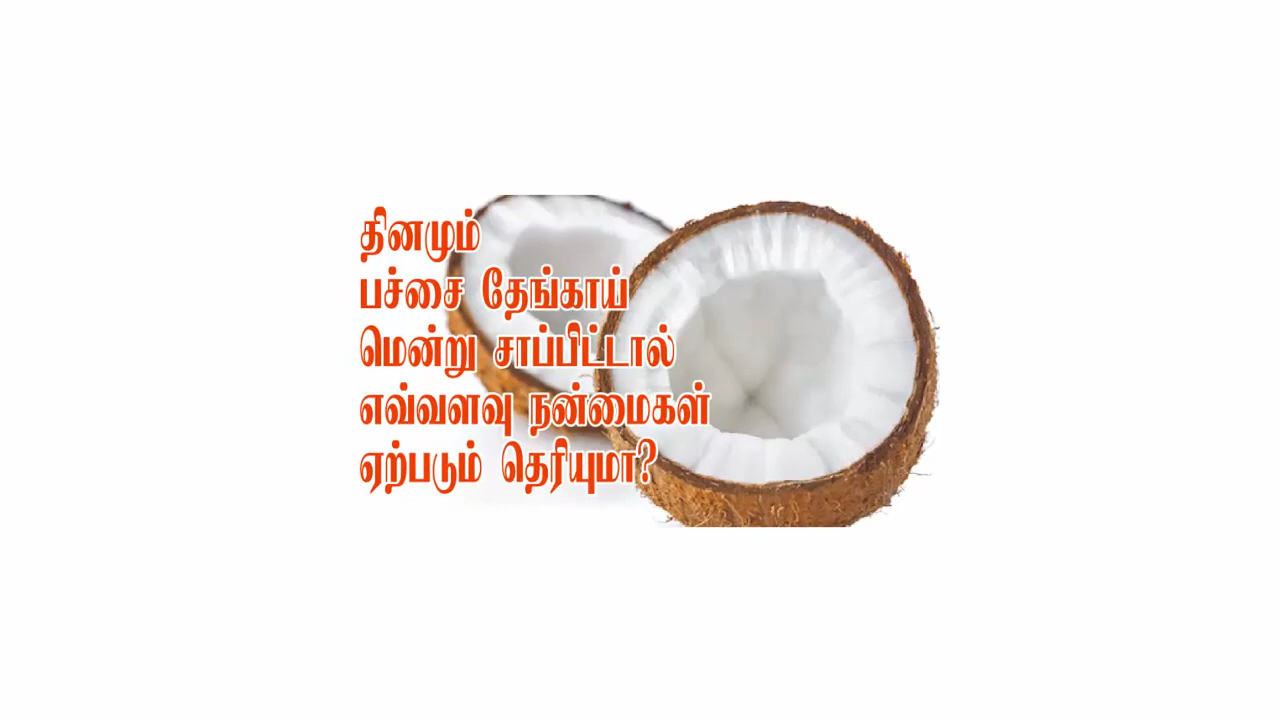 தினமும்
பச்சை தேங்காய்
மென்று சாப்பிட்டால்
எவ்வளவு நன்மைகள்
ஏற்படும் தெரியுமா?